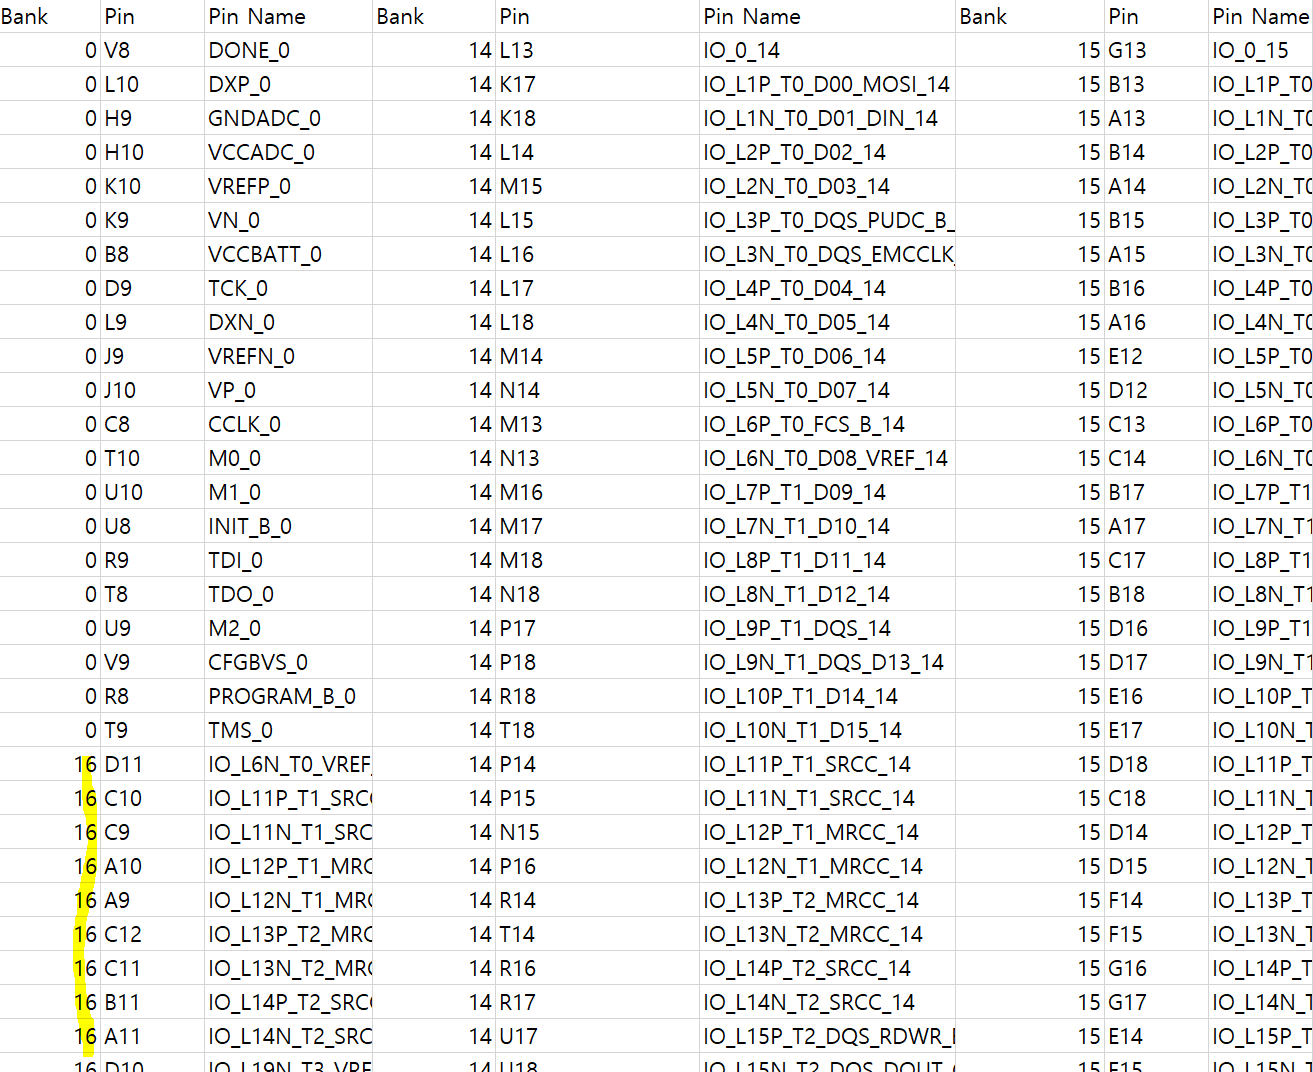 Bank Pin Pin Name Bank Pin Pin Name Bank Pin Pin Name
0 V8 DONE_0 14 L13 IO_0_14 15 G13 IO_0_15
0 L10 DXP_0 14 K17 IO_L1P_T0_D00_MOSI_14 15 B13 IO_L1P_T0
0 H9 GNDADC_0 14 K18 IO_L1N_T0_D01_DIN_14 15 A13 IO_L1N_T0
0 H10 VCCADC_0 14 L14 IO_L2P_T0_D02_14 15 B14 IO_L2P_T0
0 K10 VREFP_0 14 M15 IO_L2N_T0_D03_14 15 A14 IO_L2N_T0
0 K9 VN_0 14 L15 IO_L3P_T0_DQS_PUDC_B_ 15 B15 IO_L3P_T0
0 B8 VCCBATT_0 14 L16 IO_L3N_T0_DQS_EMCCLK_ 15 A15 IO_L3N_T0
0 D9 TCK_0 14 L17 IO_L4P_T0_D04_14 15 B16 IO_L4P_T0
0 L9 DXN_0 14 L18 IO_L4N_T0_D05_14 15 A16 IO_L4N_T0
0 J9 VREFN_0 14 M14 IO_L5P_T0_D06_14 15 E12 IO_L5P_T0
0 J10 VP_0 14 N14 IO_L5N_T0_D07_14 15 D12 IO_L5N_T0
0 C8 CCLK_0 14 M13 IO_L6P_T0_FCS_B_14 15 C13 IO_L6P_T0
0 T10 M0_0 14 N13 IO_L6N_T0_D08_VREF_14 15 C14 IO_L6N_T0
0 U10 M1_0 14 M16 IO_L7P_T1_D09_14 15 B17 IO_L7P_T1
0 U8 INIT_B_0 14 M17 IO_L7N_T1_D10_14 15 A17 IO_L7N_T1
0 R9 TDI_0 14 M18 IO_L8P_T1_D11_14 15 C17 IO_L8P_T1
0 T8 TDO_0 14 N18 IO_L8N_T1_D12_14 15 B18 IO_L8N_T1
0 U9 M2_0 14 P17 IO_L9P_T1_DQS_14 15 D16 IO_L9P_T1
0 V9 CFGBVS_0 14 P18 IO_L9N_T1_DQS_D13_14 15 D17 IO_L9N_T1
0 R8 PROGRAM_B_0 14 R18 IO_L10P_T1_D14_14 15 E16 IO_L10P_T
0 T9 TMS_0 14 T18 IO_L10N_T1_D15_14 15 E17 IO_L10N_T
16 D11 IO_L6N_T0_VREF_ 14 P14 IO_L11P_T1_SRCC_14 15 D18 IO_L11P_T
16 C10 IO_L11P_T1_SRCC 14 P15 IO_L11N_T1_SRCC_14 15 C18 IO_L11N_T
16 C9 IO_L11N_T1_SRC 14 N15 IO_L12P_T1_MRCC_14 15 D14 IO_L12P_T
16 A10 IO_L12P_T1_MRC 14 P16 IO_L12N_T1_MRCC_14 15 D15 IO_L12N_T
16 A9 IO_L12N_T1_MRC 14 R14 IO_L13P_T2_MRCC_14 15 F14 IO_L13P_T
16 C12 IO_L13P_T2_MRC 14 T14 IO_L13N_T2_MRCC_14 15 F15 IO_L13N_T
16 C11 IO_L13N_T2_MRC 14 R16 IO_L14P_T2_SRCC_14 15 G16 IO_L14P_T
16 B11 IO_L14P_T2_SRCC 14 R17 IO_L14N_T2_SRCC_14 15 G17 IO_L14N_T
16 A11 IO_L14N_T2_SRC 14 U17 IO_L15P_T2_DQS_RDWR_ 15 E14 IO_L15P_T
16 D10 IO_L19N_T3_VRE 14 U18 IO_L15N_T2_DQS_DOUT_ 15 E15 IO_L15N_T